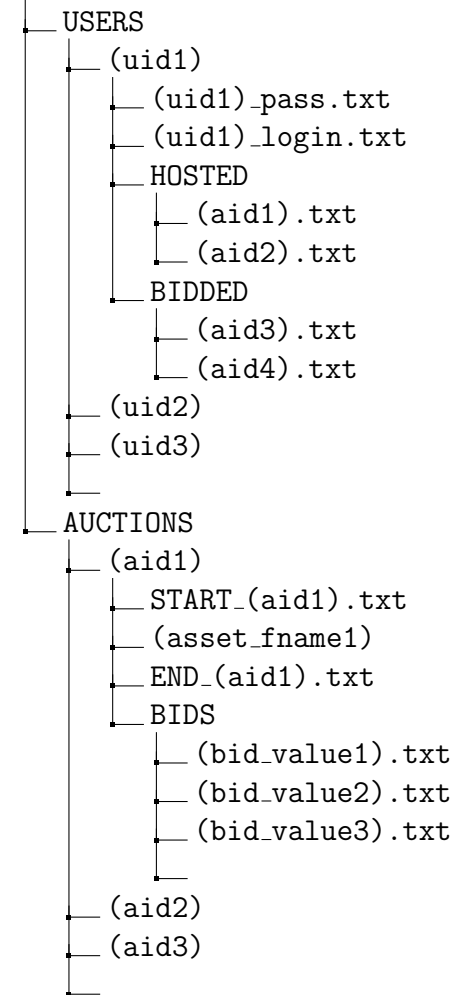 USERS
(uid1)
(uid1)_pass.txt
(uid1)_login.txt
HOSTED
(aid1).txt
(aid2).txt
BIDDED
(aid3).txt
(aid4).txt
(uid2)
(uid3)
AUCTIONS
(aid1)
START_(aid1).txt
(asset_fname1)
END_(aid1).txt
BIDS
(bid_value1).txt
(bid_value2).txt
(bid_value3).txt
(aid2)
(aid3)